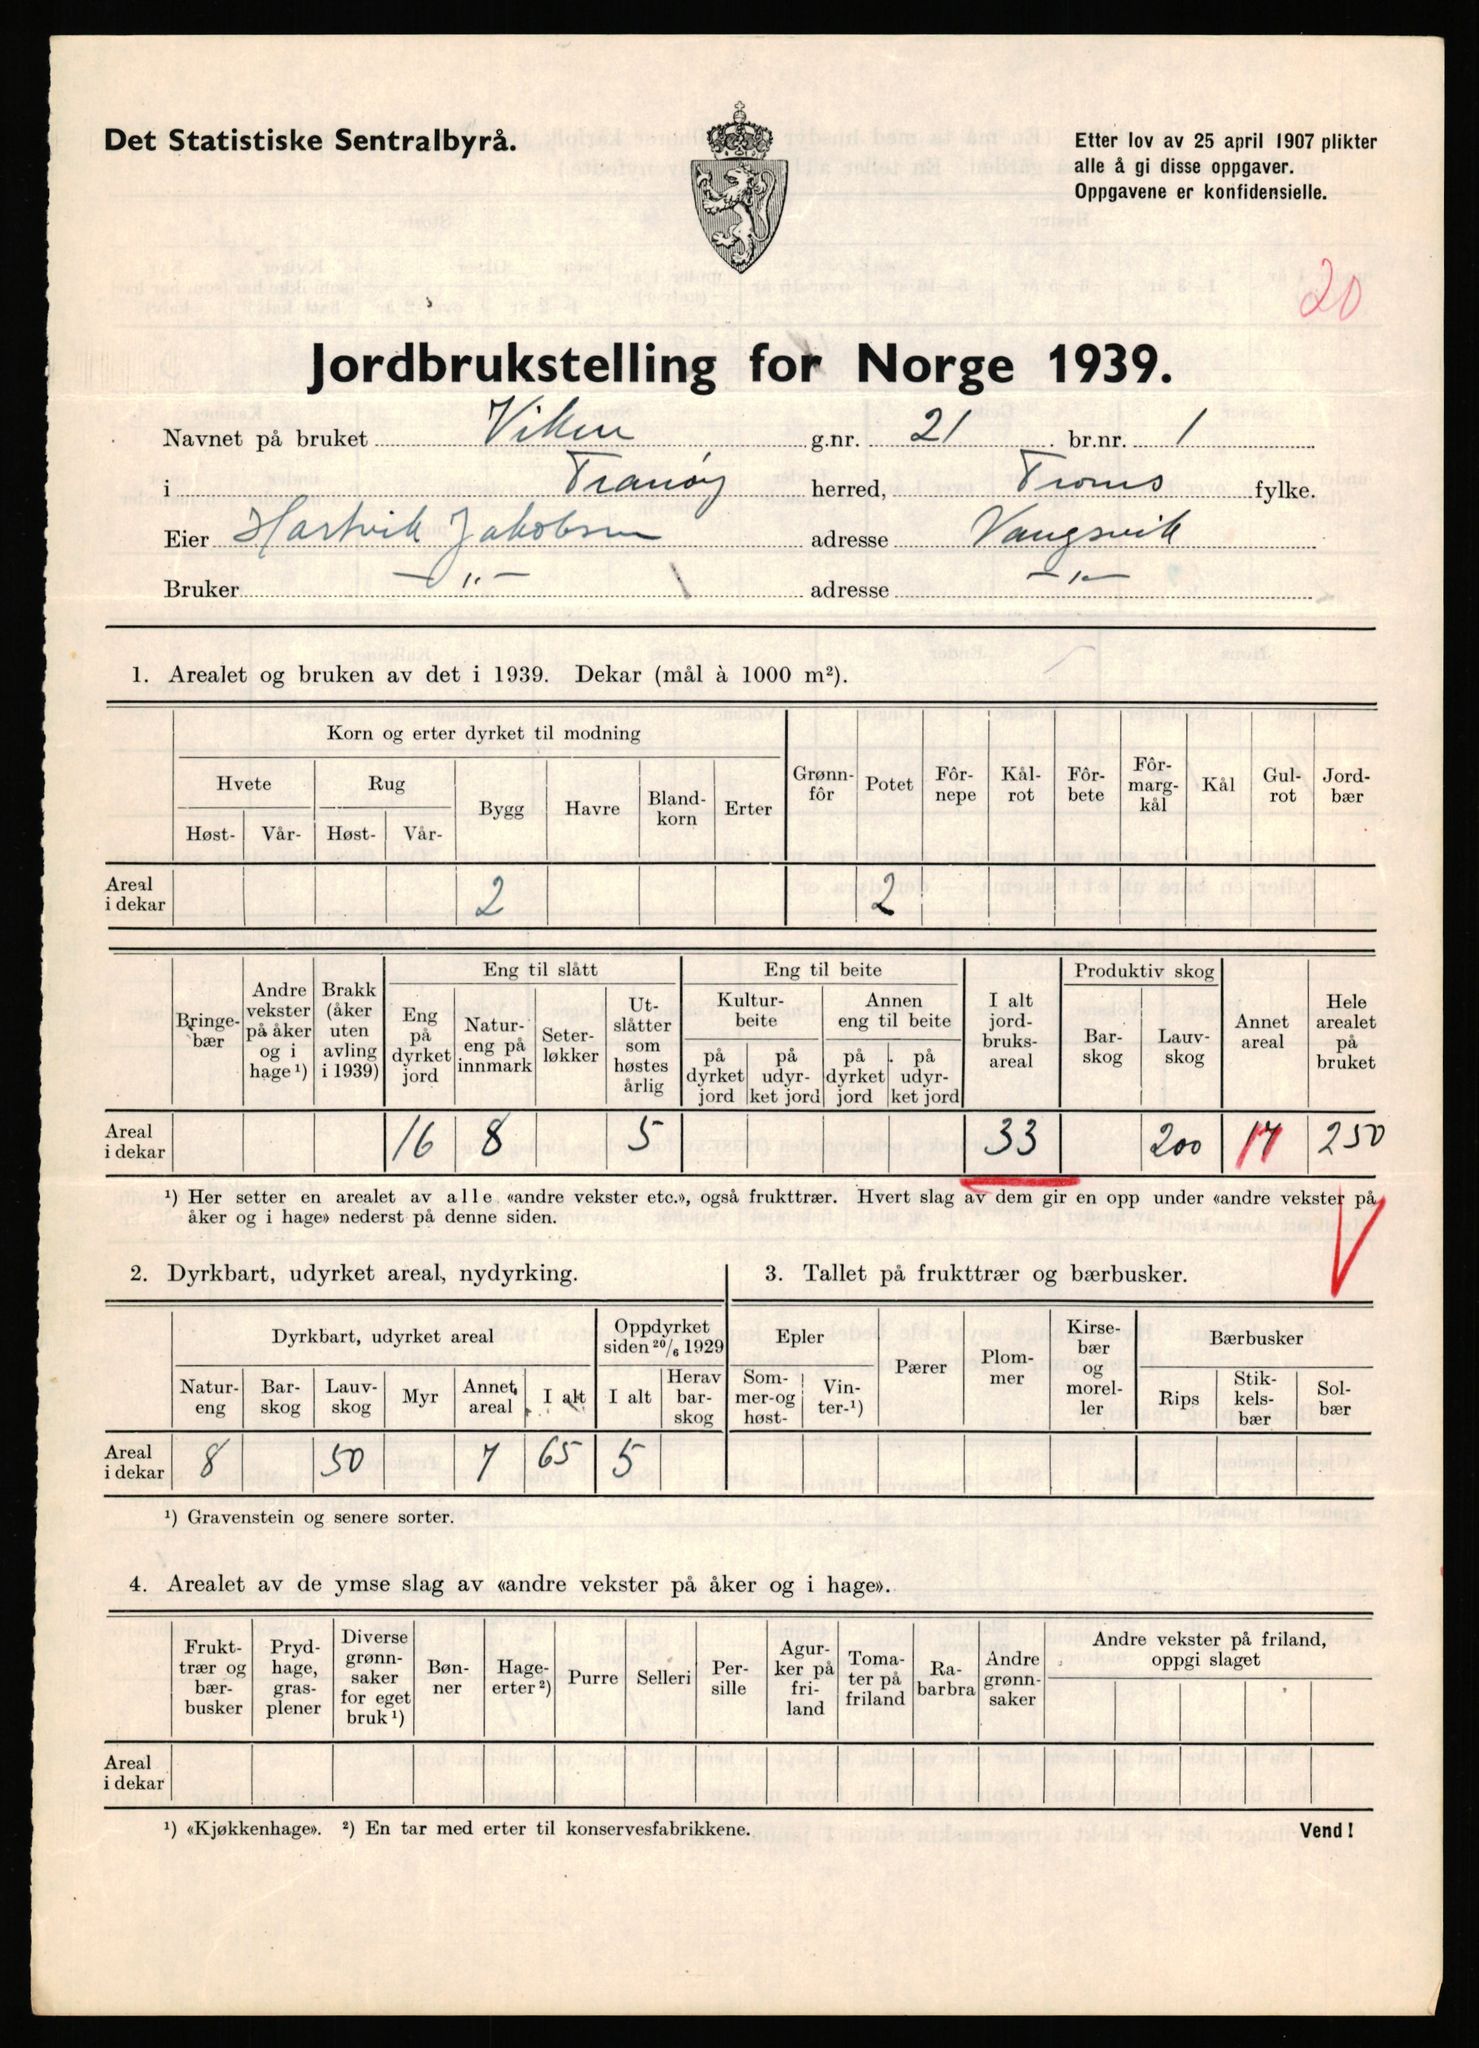 Det Statistiske Sentralbyrå.
Etter lov av 25 april 1907 plikter
alle å gi disse oppgaver.
Oppgavene er konfidensielle.
20
Jordbrukstelling for Norge 1939.
Navnet på bruket Viken g.nr. 21 br.nr. 1
i Tranøy herred, Troms fylke.
Eier Hartvik Jakobsen adresse Vangsvik
Bruker —"— adresse —"—
1. Arealet og bruken av det i 1939. Dekar (mål à 1000 m²).
Korn og erter dyrket til modning
Hvete Rug Bygg Havre Bland-korn Erter Grønn-fôr Potet Fôr-nepe Kål-rot Fôr-bete Fôr-marg-kål Kål Gul-rot Jord-bær
Høst- Vår- Høst- Vår-
Areal i dekar 2 2
Bringe-bær Andre vekster på åker og i hage¹) Brakk (åker uten avling i 1939) Eng til slått Eng til beite I alt jord-bruks-areal Produktiv skog Annet areal Hele arealet på bruket
Eng på dyrket jord Natur-eng på innmark Seter-løkker Ut-slåtter som høstes årlig Kultur-beite Annen eng til beite Bar-skog Lauv-skog
på dyrket jord på udyr-ket jord på dyrket jord på udyr-ket jord
Areal i dekar 16 8 5 33 200 17 250
¹) Her setter en arealet av alle «andre vekster etc.», også frukttrær. Hvert slag av dem gir en opp under «andre vekster på
åker og i hage» nederst på denne siden.
2. Dyrkbart, udyrket areal, nydyrking.
Dyrkbart, udyrket areal Oppdyrket siden 20/6 1929
Natur-eng Bar-skog Lauv-skog Myr Annet areal I alt I alt Herav bar-skog
Areal i dekar 8 50 7 65 5
¹) Gravenstein og senere sorter.
3. Tallet på frukttrær og bærbusker.
Epler Pærer Plom-mer Kirse-bær og morel-ler Bærbusker
Som-mer-og høst- Vin-ter-¹) Rips Stik-kels-bær Sol-bær
4. Arealet av de ymse slag av «andre vekster på åker og i hage».
Frukt-trær og bær-busker Pryd-hage, gras-plener Diverse grønn-saker for eget bruk¹) Bøn-ner Hage-erter²) Purre Selleri Per-sille Agur-ker på fri-land Toma-ter på friland Ra-barbra Andre grønn-saker Andre vekster på friland, oppgi slaget
Areal i dekar
¹) «Kjøkkenhage». ²) En tar med erter til konservesfabrikkene.
Vend!